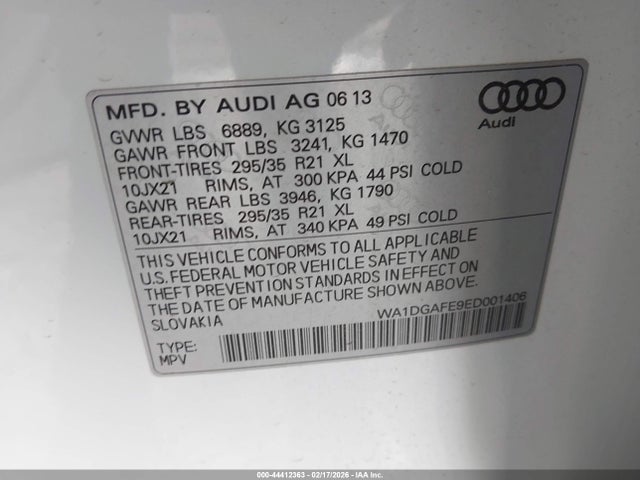 MFD. BY AUDI AG 06 13
Audi
GVWR LBS 6889, KG 3125
GAWR FRONT LBS 3241, KG 1470
FRONT-TIRES 295/35 R21 XL
10JX21 RIMS, AT 300 KPA 44 PSI COLD
GAWR REAR LBS 3946, KG 1790
REAR-TIRES 295/35 R21 XL
10JX21 RIMS, AT 340 KPA 49 PSI COLD
THIS VEHICLE CONFORMS TO ALL APPLICABLE
U.S. FEDERAL MOTOR VEHICLE SAFETY AND
THEFT PREVENTION STANDARDS IN EFFECT ON
THE DATE OF MANUFACTURE SHOWN ABOVE.
SLOVAKIA
WA1DGAFE9ED001406
TYPE:
MPV
000-44412363 - 02/17/2026 - IAA Inc.